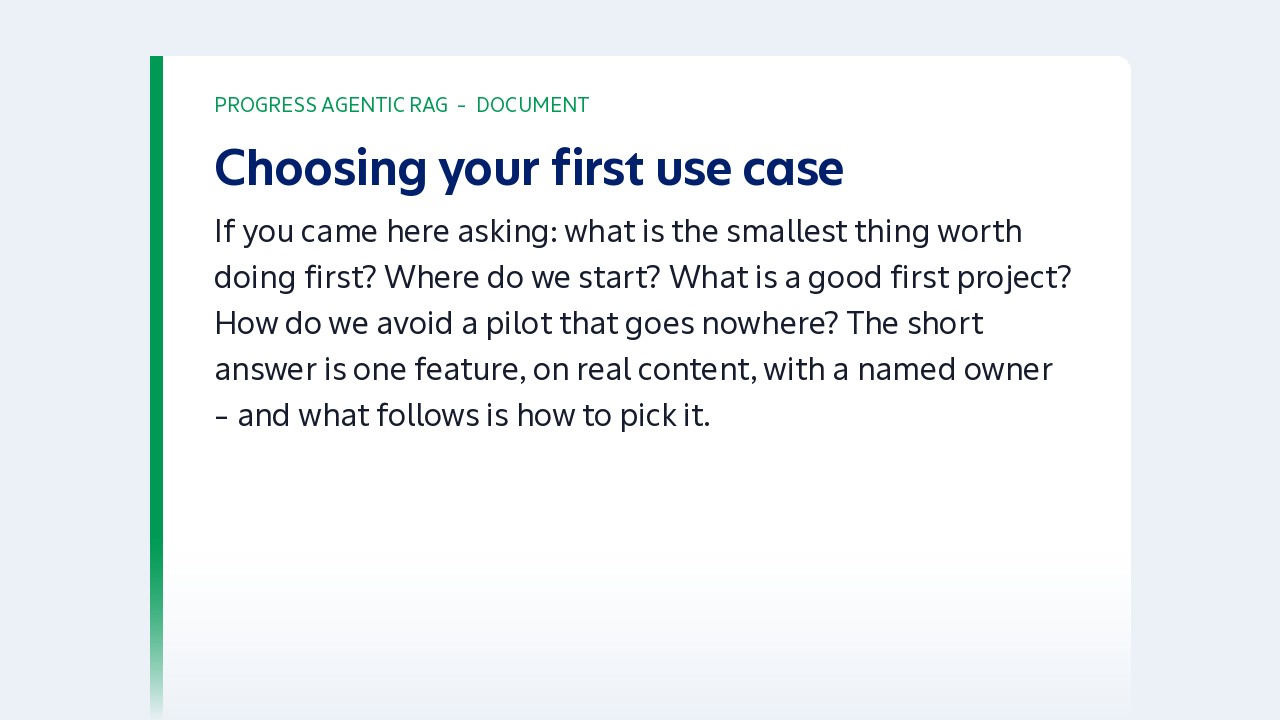 PROGRESS AGENTIC RAG – DOCUMENT
Choosing your first use case
If you came here asking: what is the smallest thing worth
doing first? Where do we start? What is a good first project?
How do we avoid a pilot that goes nowhere? The short
answer is one feature, on real content, with a named owner
– and what follows is how to pick it.